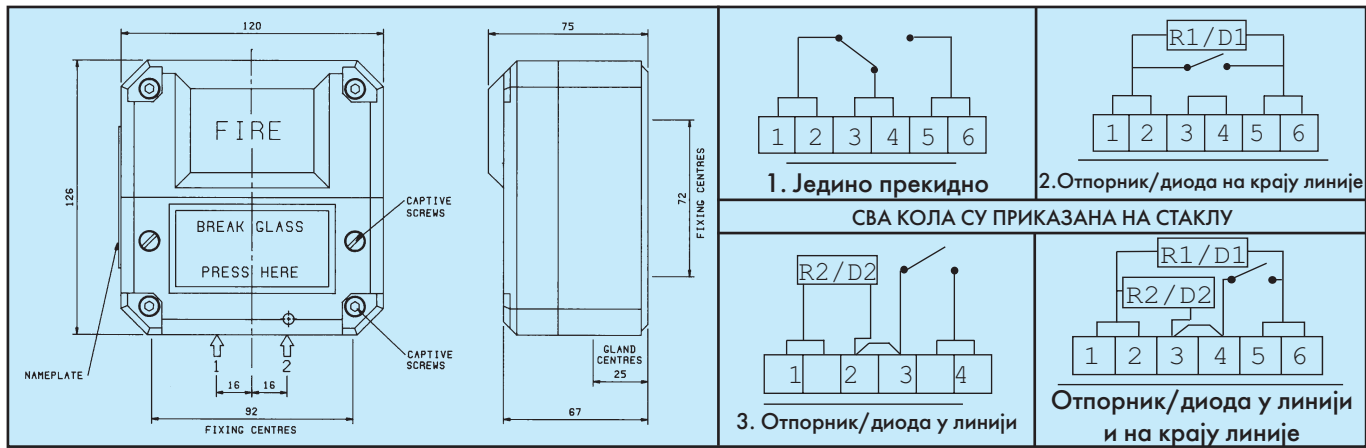 120
FIRE
126
BREAK GLASS
PRESS HERE
CAPTIVE
SCREWS
CAPTIVE
SCREWS
NAMEPLATE
1
2
16
16
92
FIXING CENTRES
75
72
FIXING CENTRES
GLAND
CENTRES
25
67
1 2 3 4 5 6
1. Једино прекидно
R1/D1
1 2 3 4 5 6
2.Отпорник/диода на крају линије
СВА КОЛА СУ ПРИКАЗАНА НА СТАКЛУ
R2/D2
1 2 3 4
3. Отпорник/диода у линији
R1/D1
R2/D2
1 2 3 4 5 6
Отпорник/диода у линији
и на крају линије